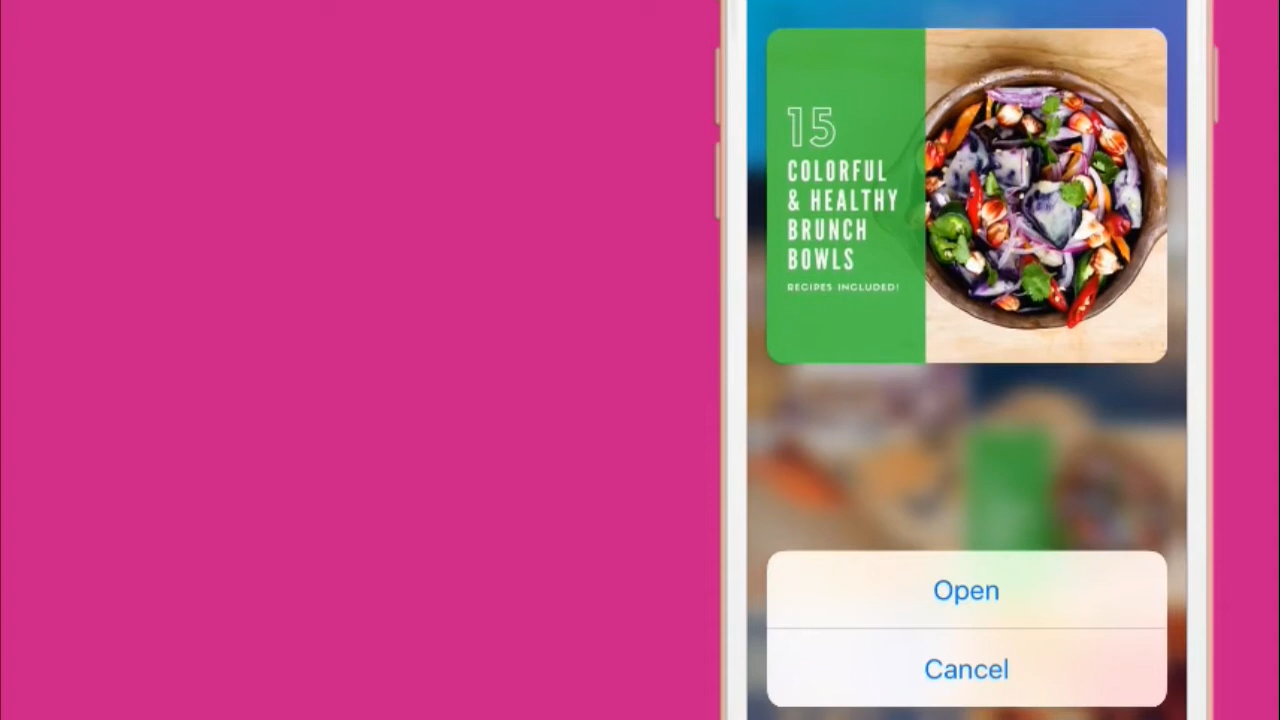 15
COLORFUL
& HEALTHY
BRUNCH
BOWLS
RECIPES INCLUDED!
Open
Cancel